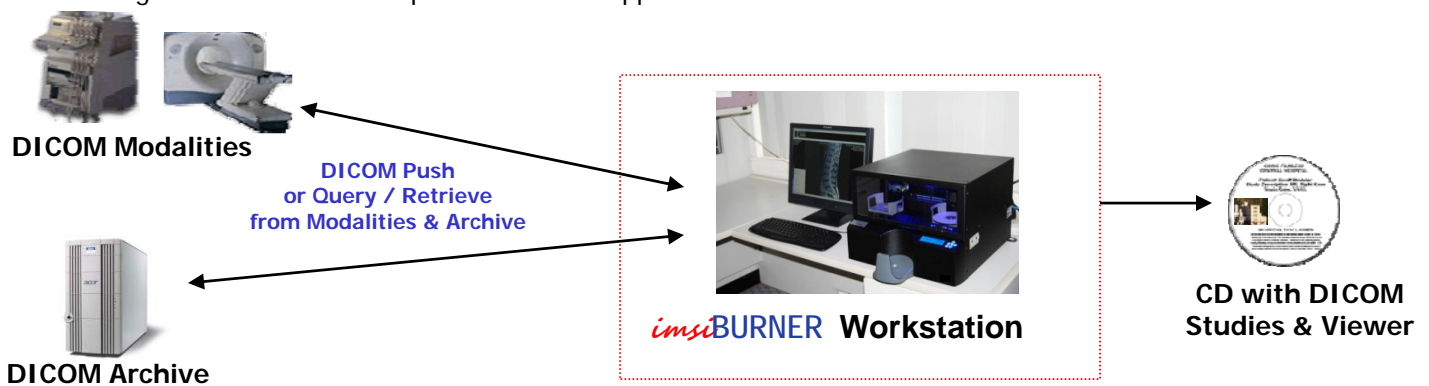 DICOM Modalities
DICOM Push
or Query / Retrieve
from Modalities & Archive
imsiBURNER Workstation
CD with DICOM
Studies & Viewer
DICOM Archive